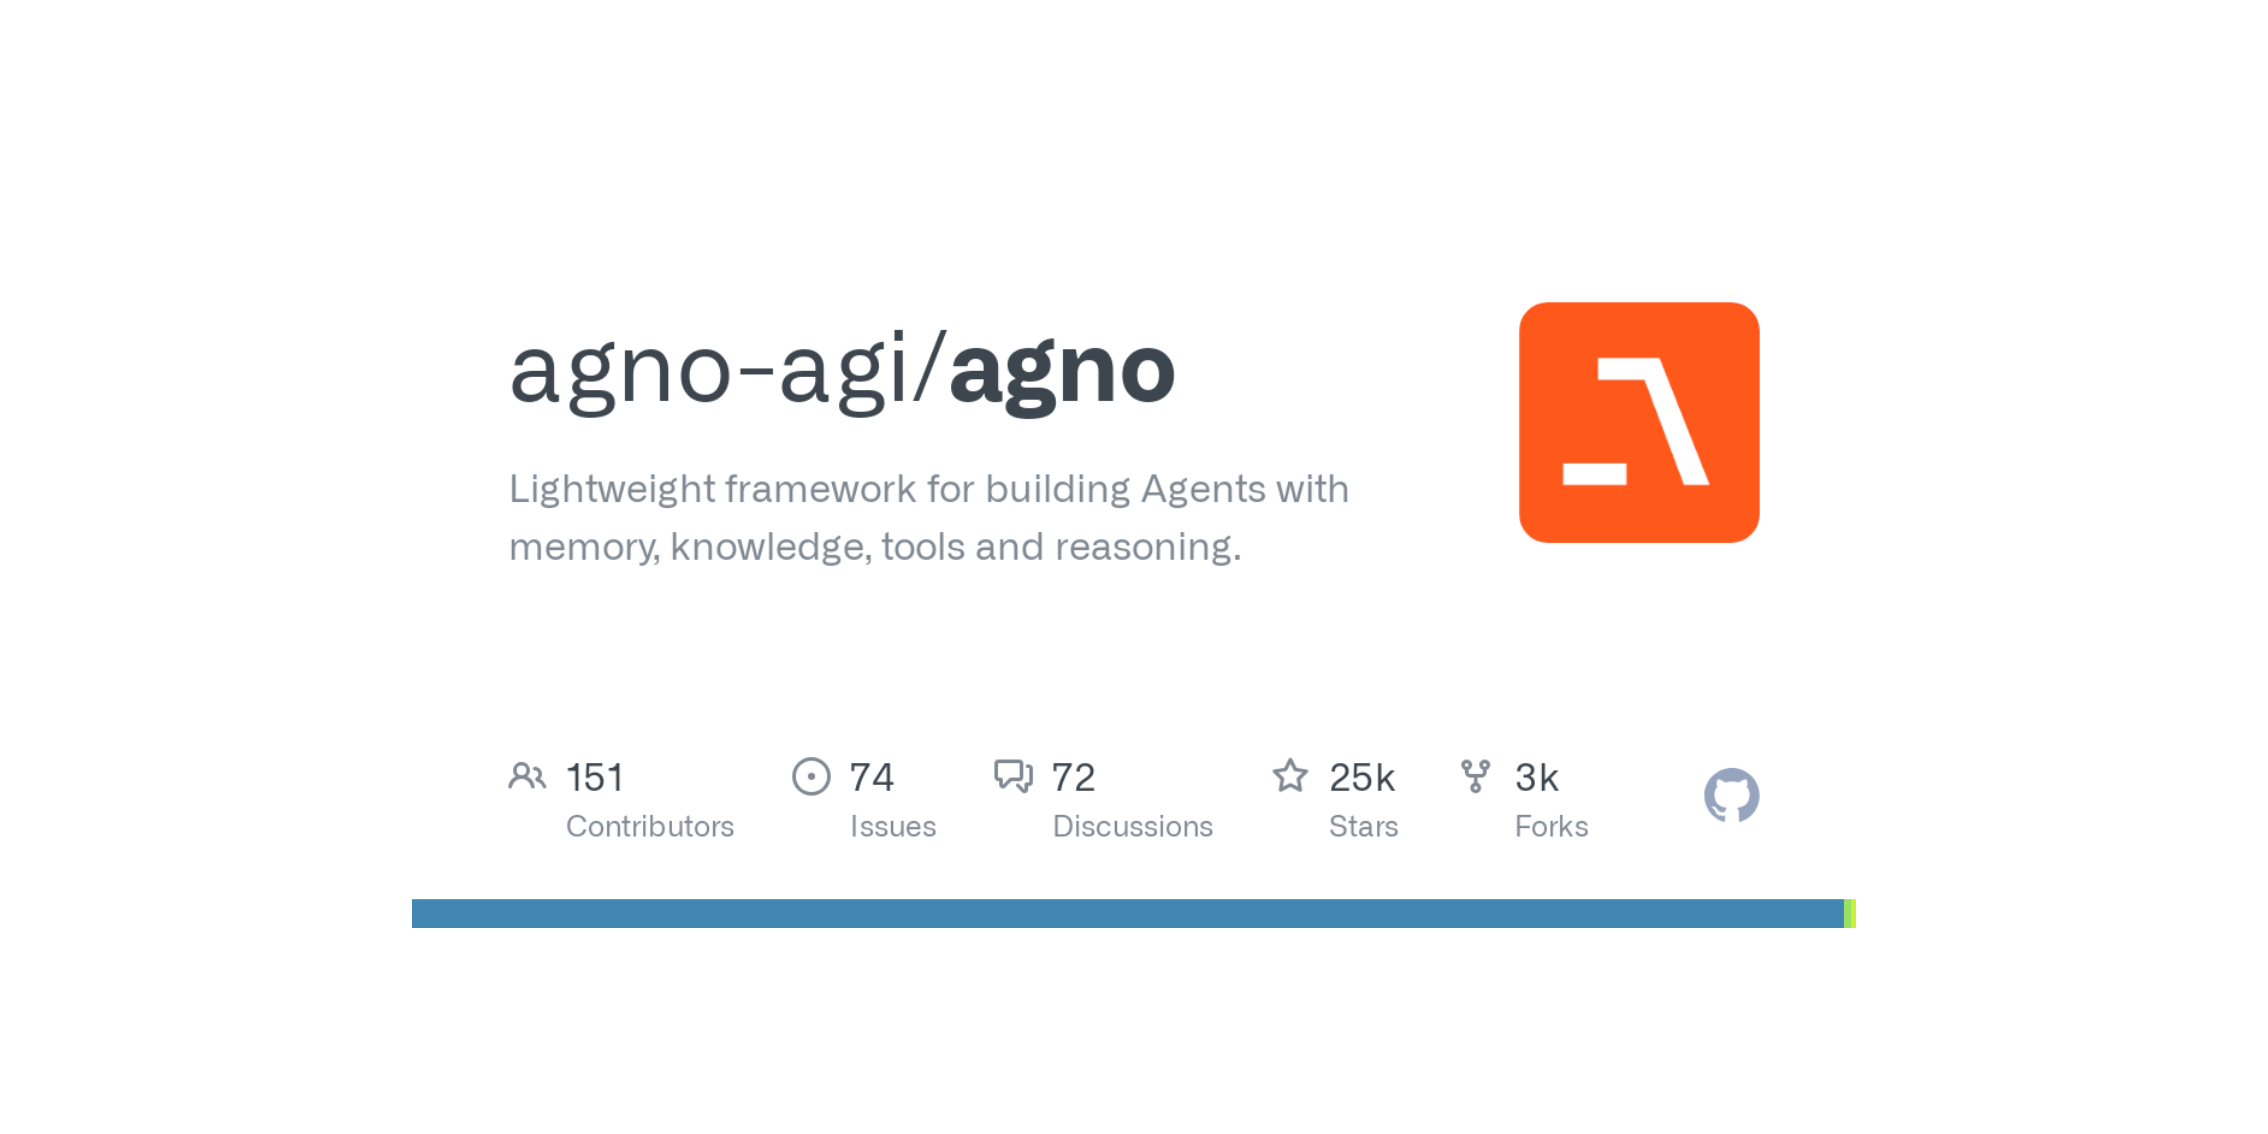 agno-agi/agno
Lightweight framework for building Agents with
memory, knowledge, tools and reasoning.
151 74 72 25k 3k
Contributors Issues Discussions Stars Forks